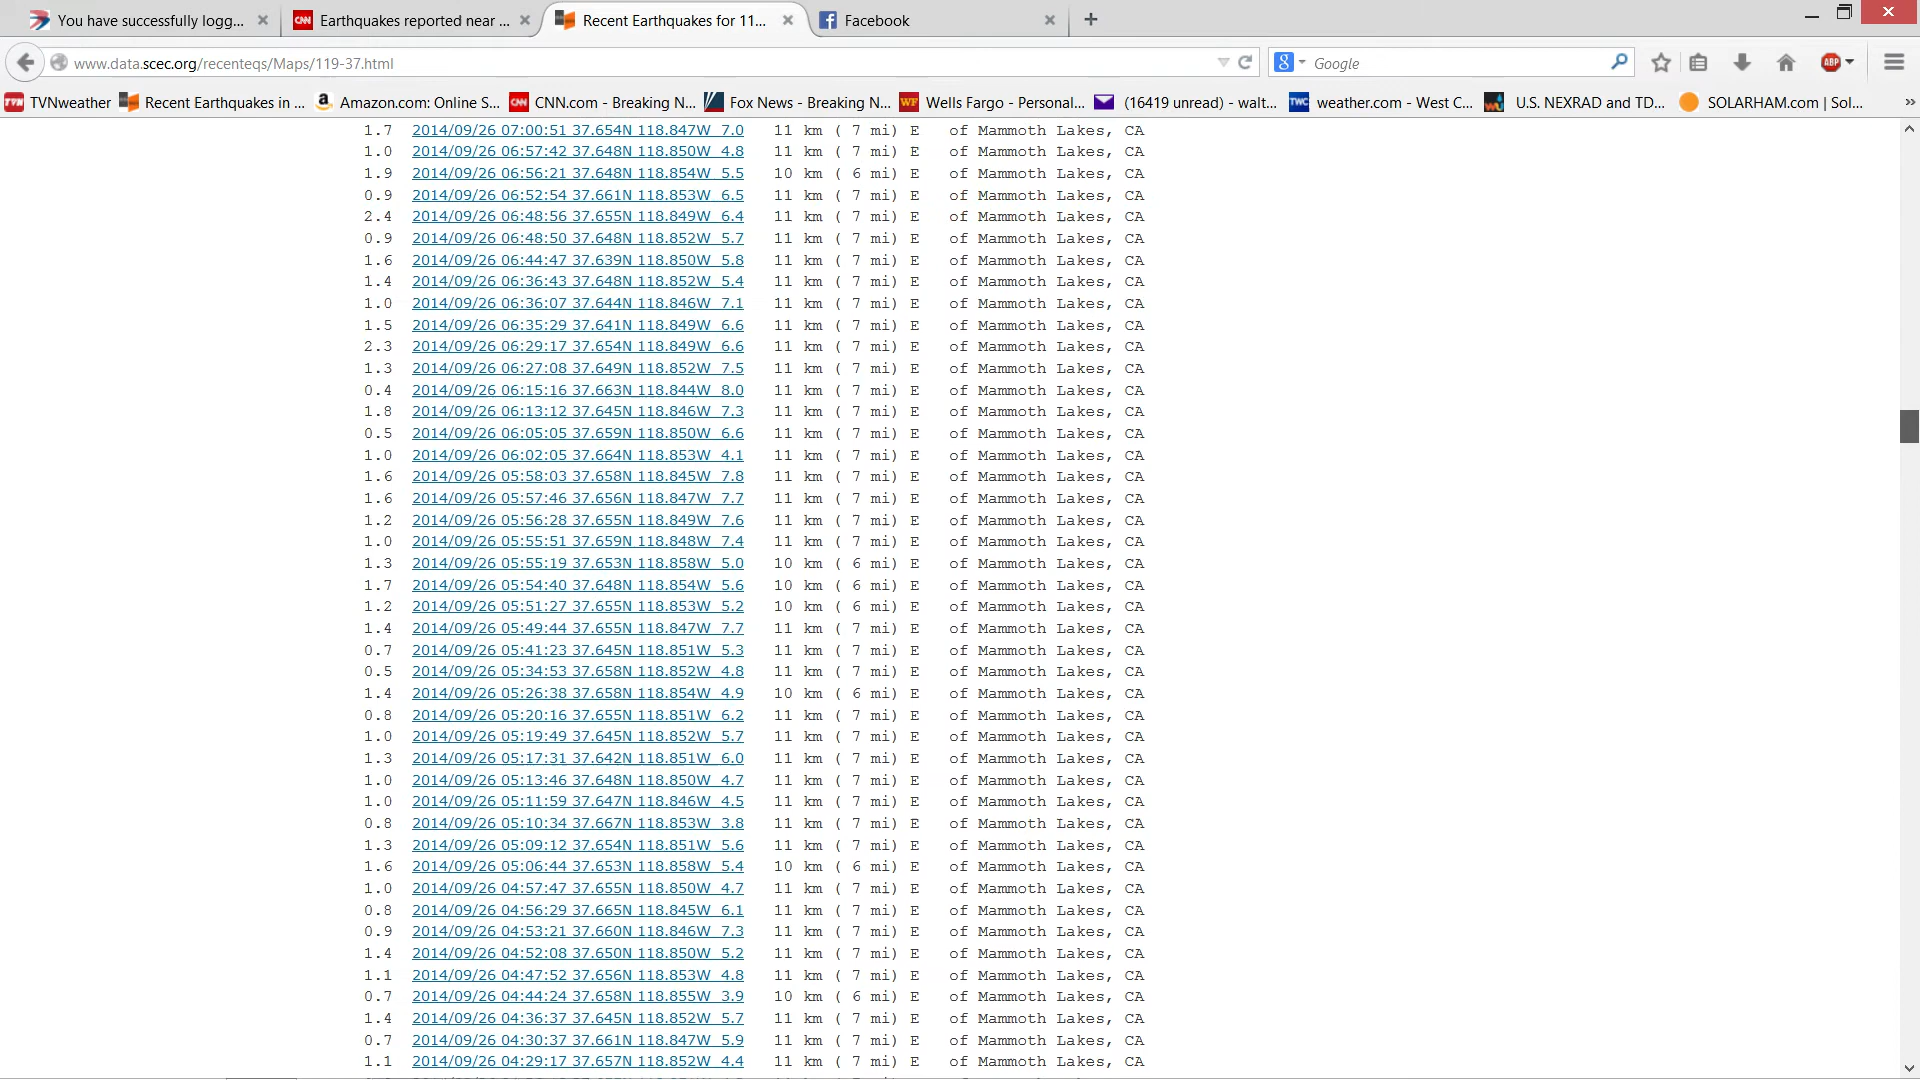 You have successfully logg...
CNN Earthquakes reported near ...
Recent Earthquakes for 11...
Facebook
www.data.scec.org/recenteqs/Maps/119-37.html
Google
ABP
TVN TVNweather Recent Earthquakes in ... Amazon.com: Online S... CNN CNN.com - Breaking N... Fox News - Breaking N... WF Wells Fargo - Personal... (16419 unread) - walt... TWC weather.com - West C... U.S. NEXRAD and TD... SOLARHAM.com | Sol...
1.7 2014/09/26 07:00:51 37.654N 118.847W 7.0 11 km ( 7 mi) E of Mammoth Lakes, CA
1.0 2014/09/26 06:57:42 37.648N 118.850W 4.8 11 km ( 7 mi) E of Mammoth Lakes, CA
1.9 2014/09/26 06:56:21 37.648N 118.854W 5.5 10 km ( 6 mi) E of Mammoth Lakes, CA
0.9 2014/09/26 06:52:54 37.661N 118.853W 6.5 11 km ( 7 mi) E of Mammoth Lakes, CA
2.4 2014/09/26 06:48:56 37.655N 118.849W 6.4 11 km ( 7 mi) E of Mammoth Lakes, CA
0.9 2014/09/26 06:48:50 37.648N 118.852W 5.7 11 km ( 7 mi) E of Mammoth Lakes, CA
1.6 2014/09/26 06:44:47 37.639N 118.850W 5.8 11 km ( 7 mi) E of Mammoth Lakes, CA
1.4 2014/09/26 06:36:43 37.648N 118.852W 5.4 11 km ( 7 mi) E of Mammoth Lakes, CA
1.0 2014/09/26 06:36:07 37.644N 118.846W 7.1 11 km ( 7 mi) E of Mammoth Lakes, CA
1.5 2014/09/26 06:35:29 37.641N 118.849W 6.6 11 km ( 7 mi) E of Mammoth Lakes, CA
2.3 2014/09/26 06:29:17 37.654N 118.849W 6.6 11 km ( 7 mi) E of Mammoth Lakes, CA
1.3 2014/09/26 06:27:08 37.649N 118.852W 7.5 11 km ( 7 mi) E of Mammoth Lakes, CA
0.4 2014/09/26 06:15:16 37.663N 118.844W 8.0 11 km ( 7 mi) E of Mammoth Lakes, CA
1.8 2014/09/26 06:13:12 37.645N 118.846W 7.3 11 km ( 7 mi) E of Mammoth Lakes, CA
0.5 2014/09/26 06:05:05 37.659N 118.850W 6.6 11 km ( 7 mi) E of Mammoth Lakes, CA
1.0 2014/09/26 06:02:05 37.664N 118.853W 4.1 11 km ( 7 mi) E of Mammoth Lakes, CA
1.6 2014/09/26 05:58:03 37.658N 118.845W 7.8 11 km ( 7 mi) E of Mammoth Lakes, CA
1.6 2014/09/26 05:57:46 37.656N 118.847W 7.7 11 km ( 7 mi) E of Mammoth Lakes, CA
1.2 2014/09/26 05:56:28 37.655N 118.849W 7.6 11 km ( 7 mi) E of Mammoth Lakes, CA
1.0 2014/09/26 05:55:51 37.659N 118.848W 7.4 11 km ( 7 mi) E of Mammoth Lakes, CA
1.3 2014/09/26 05:55:19 37.653N 118.858W 5.0 10 km ( 6 mi) E of Mammoth Lakes, CA
1.7 2014/09/26 05:54:40 37.648N 118.854W 5.6 10 km ( 6 mi) E of Mammoth Lakes, CA
1.2 2014/09/26 05:51:27 37.655N 118.853W 5.2 10 km ( 6 mi) E of Mammoth Lakes, CA
1.4 2014/09/26 05:49:44 37.655N 118.847W 7.7 11 km ( 7 mi) E of Mammoth Lakes, CA
0.7 2014/09/26 05:41:23 37.645N 118.851W 5.3 11 km ( 7 mi) E of Mammoth Lakes, CA
0.5 2014/09/26 05:34:53 37.658N 118.852W 4.8 11 km ( 7 mi) E of Mammoth Lakes, CA
1.4 2014/09/26 05:26:38 37.658N 118.854W 4.9 10 km ( 6 mi) E of Mammoth Lakes, CA
0.8 2014/09/26 05:20:16 37.655N 118.851W 6.2 11 km ( 7 mi) E of Mammoth Lakes, CA
1.0 2014/09/26 05:19:49 37.645N 118.852W 5.7 11 km ( 7 mi) E of Mammoth Lakes, CA
1.3 2014/09/26 05:17:31 37.642N 118.851W 6.0 11 km ( 7 mi) E of Mammoth Lakes, CA
1.0 2014/09/26 05:13:46 37.648N 118.850W 4.7 11 km ( 7 mi) E of Mammoth Lakes, CA
1.0 2014/09/26 05:11:59 37.647N 118.846W 4.5 11 km ( 7 mi) E of Mammoth Lakes, CA
0.8 2014/09/26 05:10:34 37.667N 118.853W 3.8 11 km ( 7 mi) E of Mammoth Lakes, CA
1.3 2014/09/26 05:09:12 37.654N 118.851W 5.6 11 km ( 7 mi) E of Mammoth Lakes, CA
1.6 2014/09/26 05:06:44 37.653N 118.858W 5.4 10 km ( 6 mi) E of Mammoth Lakes, CA
1.0 2014/09/26 04:57:47 37.655N 118.850W 4.7 11 km ( 7 mi) E of Mammoth Lakes, CA
0.8 2014/09/26 04:56:29 37.665N 118.845W 6.1 11 km ( 7 mi) E of Mammoth Lakes, CA
0.9 2014/09/26 04:53:21 37.660N 118.846W 7.3 11 km ( 7 mi) E of Mammoth Lakes, CA
1.4 2014/09/26 04:52:08 37.650N 118.850W 5.2 11 km ( 7 mi) E of Mammoth Lakes, CA
1.1 2014/09/26 04:47:52 37.656N 118.853W 4.8 11 km ( 7 mi) E of Mammoth Lakes, CA
0.7 2014/09/26 04:44:24 37.658N 118.855W 3.9 10 km ( 6 mi) E of Mammoth Lakes, CA
1.4 2014/09/26 04:36:37 37.645N 118.852W 5.7 11 km ( 7 mi) E of Mammoth Lakes, CA
0.7 2014/09/26 04:30:37 37.661N 118.847W 5.9 11 km ( 7 mi) E of Mammoth Lakes, CA
1.1 2014/09/26 04:29:17 37.657N 118.852W 4.4 11 km ( 7 mi) E of Mammoth Lakes, CA